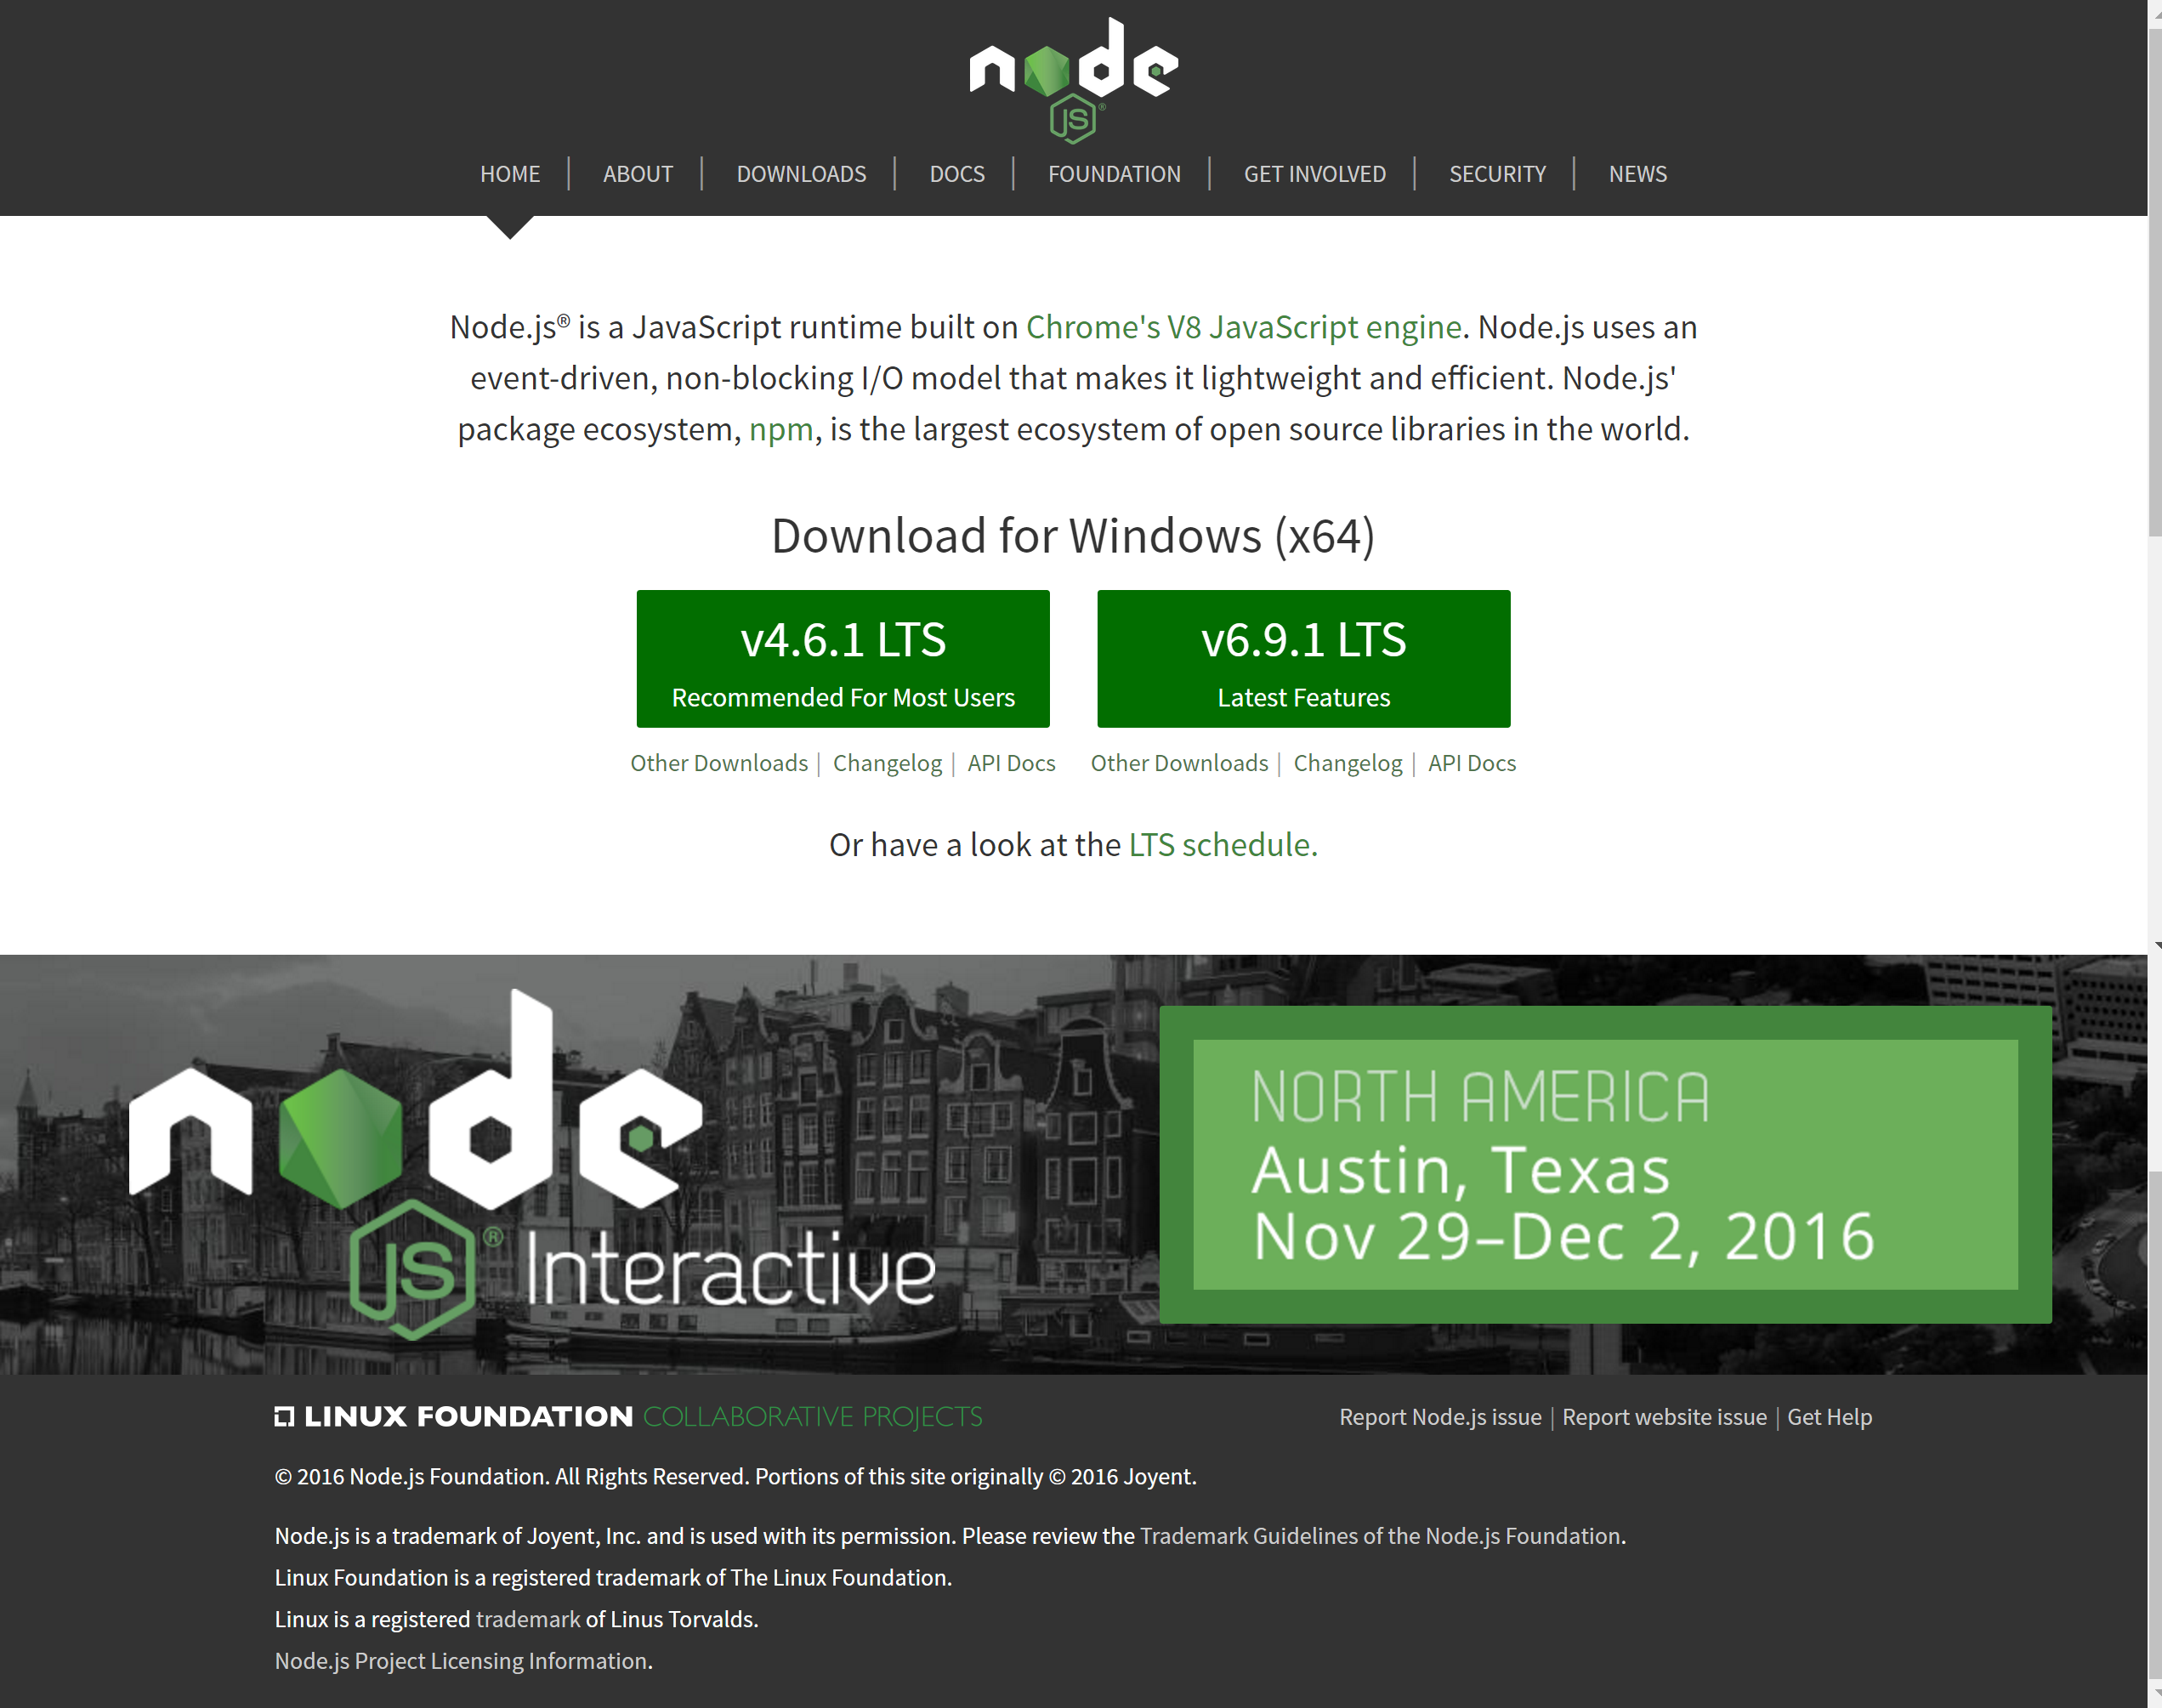 node
JS®
HOME | ABOUT | DOWNLOADS | DOCS | FOUNDATION | GET INVOLVED | SECURITY | NEWS
Node.js® is a JavaScript runtime built on Chrome's V8 JavaScript engine. Node.js uses an
event-driven, non-blocking I/O model that makes it lightweight and efficient. Node.js'
package ecosystem, npm, is the largest ecosystem of open source libraries in the world.
Download for Windows (x64)
v4.6.1 LTS
Recommended For Most Users
v6.9.1 LTS
Latest Features
Other Downloads | Changelog | API Docs
Other Downloads | Changelog | API Docs
Or have a look at the LTS schedule.
node
JS® Interactive
NORTH AMERICA
Austin, Texas
Nov 29–Dec 2, 2016
LINUX FOUNDATION COLLABORATIVE PROJECTS
Report Node.js issue | Report website issue | Get Help
© 2016 Node.js Foundation. All Rights Reserved. Portions of this site originally © 2016 Joyent.
Node.js is a trademark of Joyent, Inc. and is used with its permission. Please review the Trademark Guidelines of the Node.js Foundation.
Linux Foundation is a registered trademark of The Linux Foundation.
Linux is a registered trademark of Linus Torvalds.
Node.js Project Licensing Information.